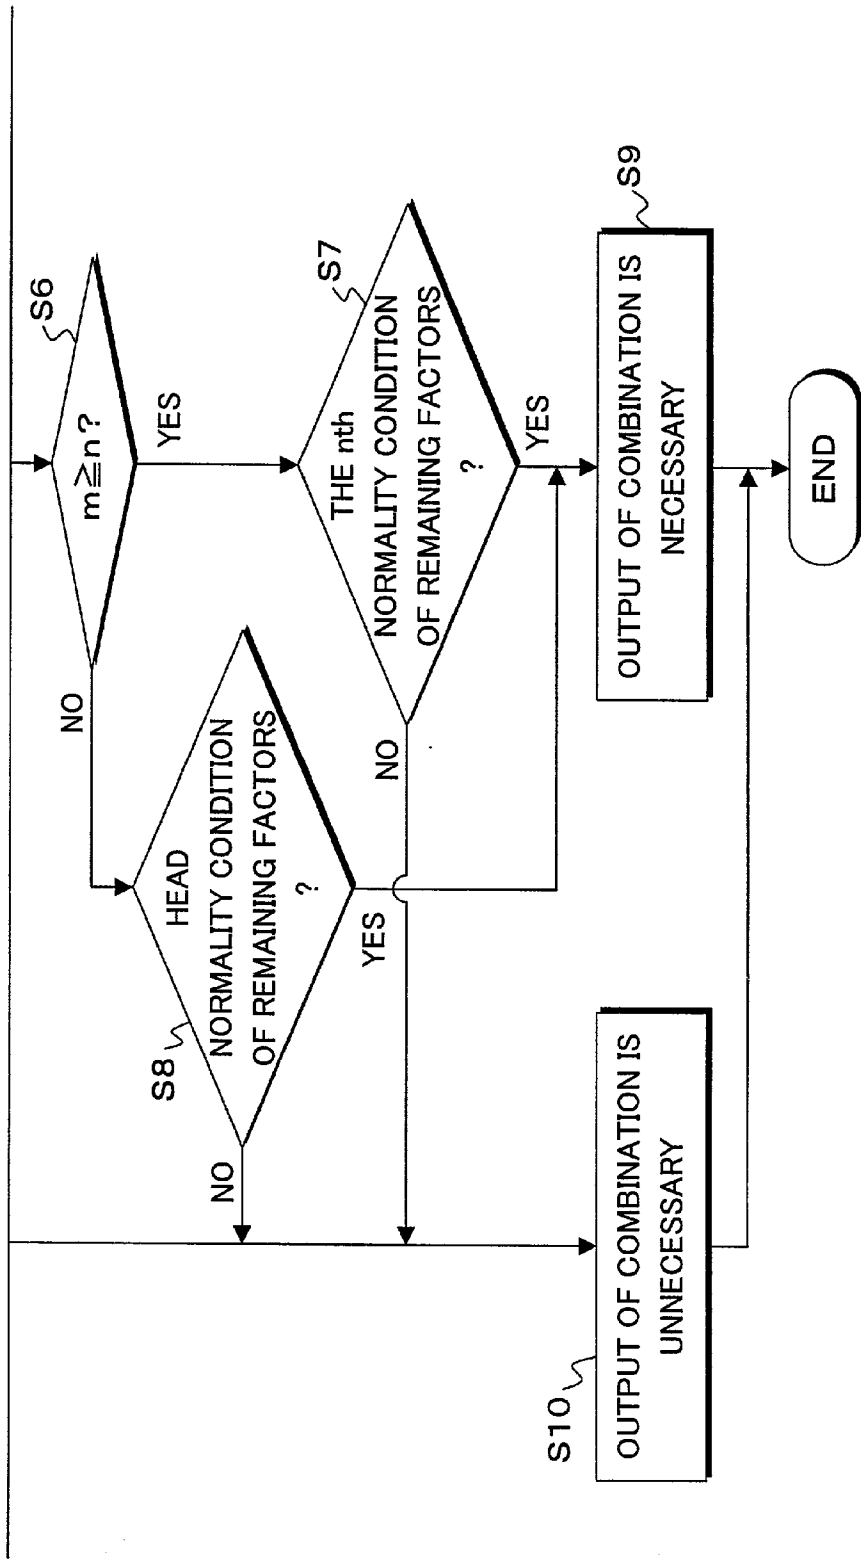 S6
m≧n?
YES
NO
S7
THE nth
NORMALITY CONDITION
OF REMAINING FACTORS
?
YES
NO
S8
HEAD
NORMALITY CONDITION
OF REMAINING FACTORS
?
YES
NO
S9
OUTPUT OF COMBINATION IS
NECESSARY
S10
OUTPUT OF COMBINATION IS
UNNECESSARY
END